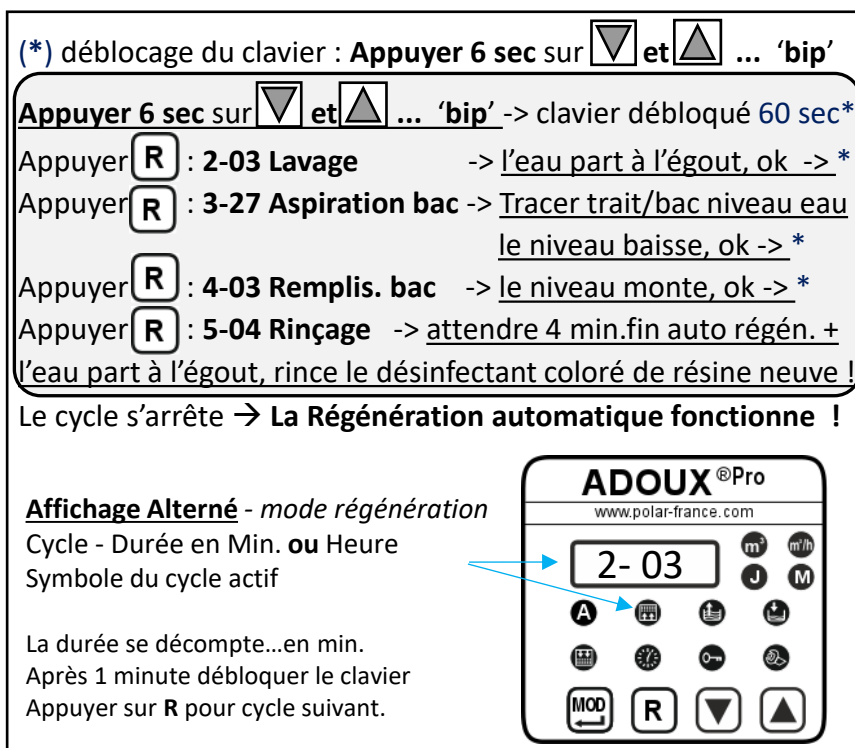 (*) déblocage du clavier : Appuyer 6 sec sur ▽ et △ ... ‘bip’
Appuyer 6 sec sur ▽ et △ ... ‘bip’ -> clavier débloqué 60 sec*
Appuyer R : 2-03 Lavage -> l’eau part à l’égout, ok -> *
Appuyer R : 3-27 Aspiration bac -> Tracer trait/bac niveau eau
le niveau baisse, ok -> *
Appuyer R : 4-03 Remplis. bac -> le niveau monte, ok -> *
Appuyer R : 5-04 Rinçage -> attendre 4 min.fin auto régén. +
l’eau part à l’égout, rince le désinfectant coloré de résine neuve !
Le cycle s’arrête → La Régénération automatique fonctionne !
Affichage Alterné - mode régénération
Cycle - Durée en Min. ou Heure
Symbole du cycle actif
La durée se décompte...en min.
Après 1 minute débloquer le clavier
Appuyer sur R pour cycle suivant.
ADOUX ®Pro
www.polar-france.com
2- 03
m³ m³/h
J M
A
MOD R ▼ ▲